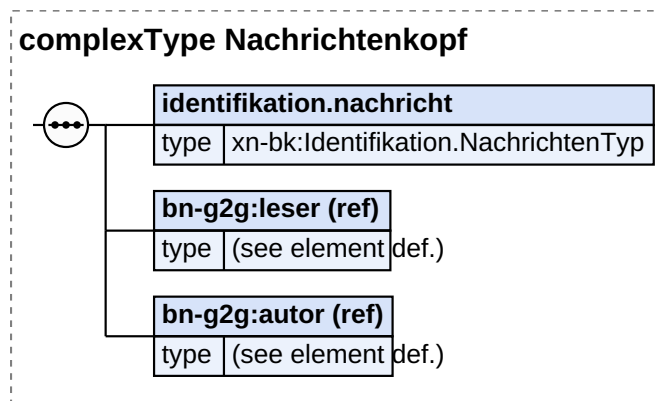 complexType Nachrichtenkopf
identifikation.nachricht
type xn-bk:Identifikation.NachrichtenTyp
bn-g2g:leser (ref)
type (see element def.)
bn-g2g:autor (ref)
type (see element def.)